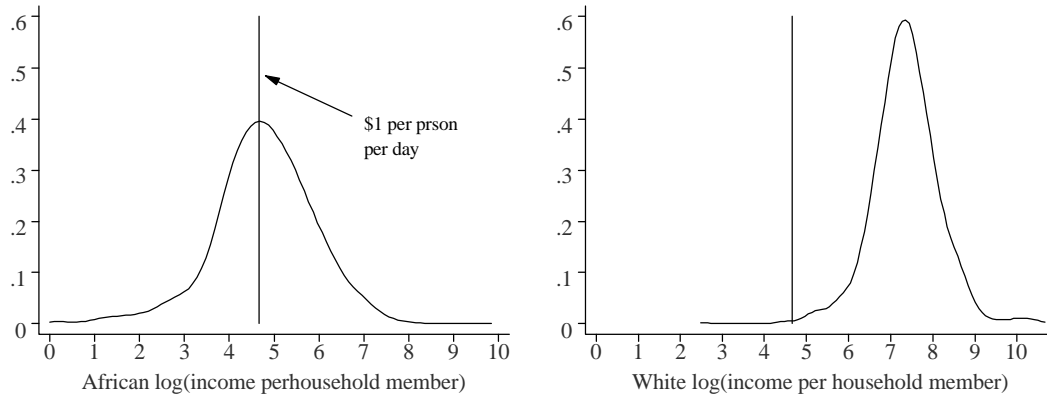 .6
.5
.4
.3
.2
.1
0
$1 per prson
per day
0 1 2 3 4 5 6 7 8 9 10
African log(income perhousehold member)
.6
.5
.4
.3
.2
.1
0
0 1 2 3 4 5 6 7 8 9 10
White log(income per household member)